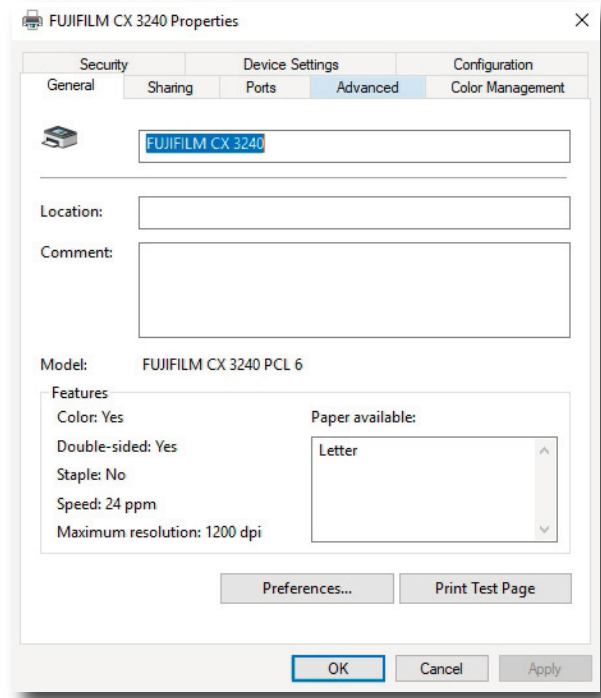 FUJIFILM CX 3240 Properties
Security Device Settings Configuration
General Sharing Ports Advanced Color Management
FUJIFILM CX 3240
Location:
Comment:
Model: FUJIFILM CX 3240 PCL 6
Features
Color: Yes Paper available:
Double-sided: Yes Letter
Staple: No
Speed: 24 ppm
Maximum resolution: 1200 dpi
Preferences... Print Test Page
OK Cancel Apply